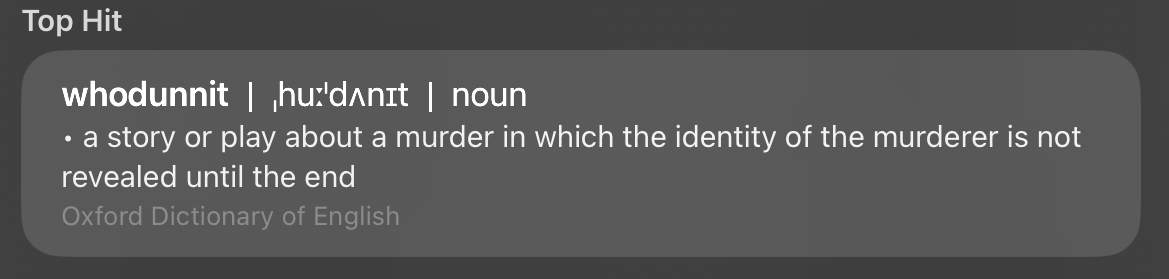 Top Hit
whodunnit | ˌhuːˈdʌnɪt | noun
• a story or play about a murder in which the identity of the murderer is not
revealed until the end
Oxford Dictionary of English